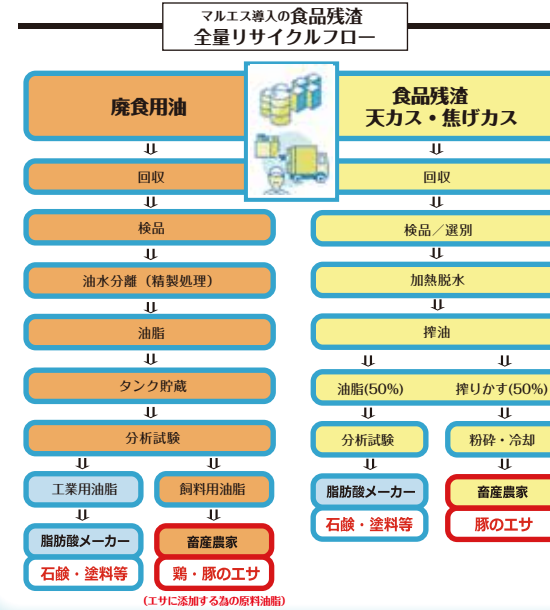 マルエス導入の食品残渣
全量リサイクルフロー
廃食用油
回収
検品
油水分離（精製処理）
油脂
タンク貯蔵
分析試験
工業用油脂
飼料用油脂
脂肪酸メーカー
石鹸・塗料等
畜産農家
鶏・豚のエサ
（エサに添加する為の原料油脂）
食品残渣
天カス・焦げカス
回収
検品／選別
加熱脱水
搾油
油脂(50%)
搾りかす(50%)
分析試験
粉砕・冷却
脂肪酸メーカー
石鹸・塗料等
畜産農家
豚のエサ